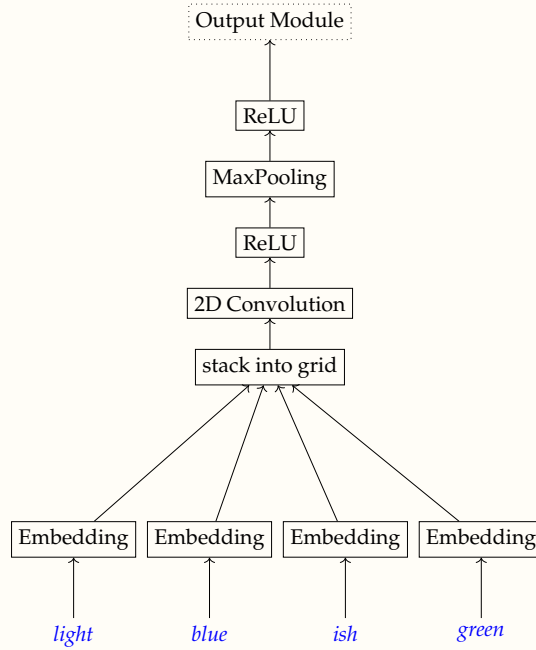 Output Module
ReLU
MaxPooling
ReLU
2D Convolution
stack into grid
Embedding Embedding Embedding Embedding
light blue ish green